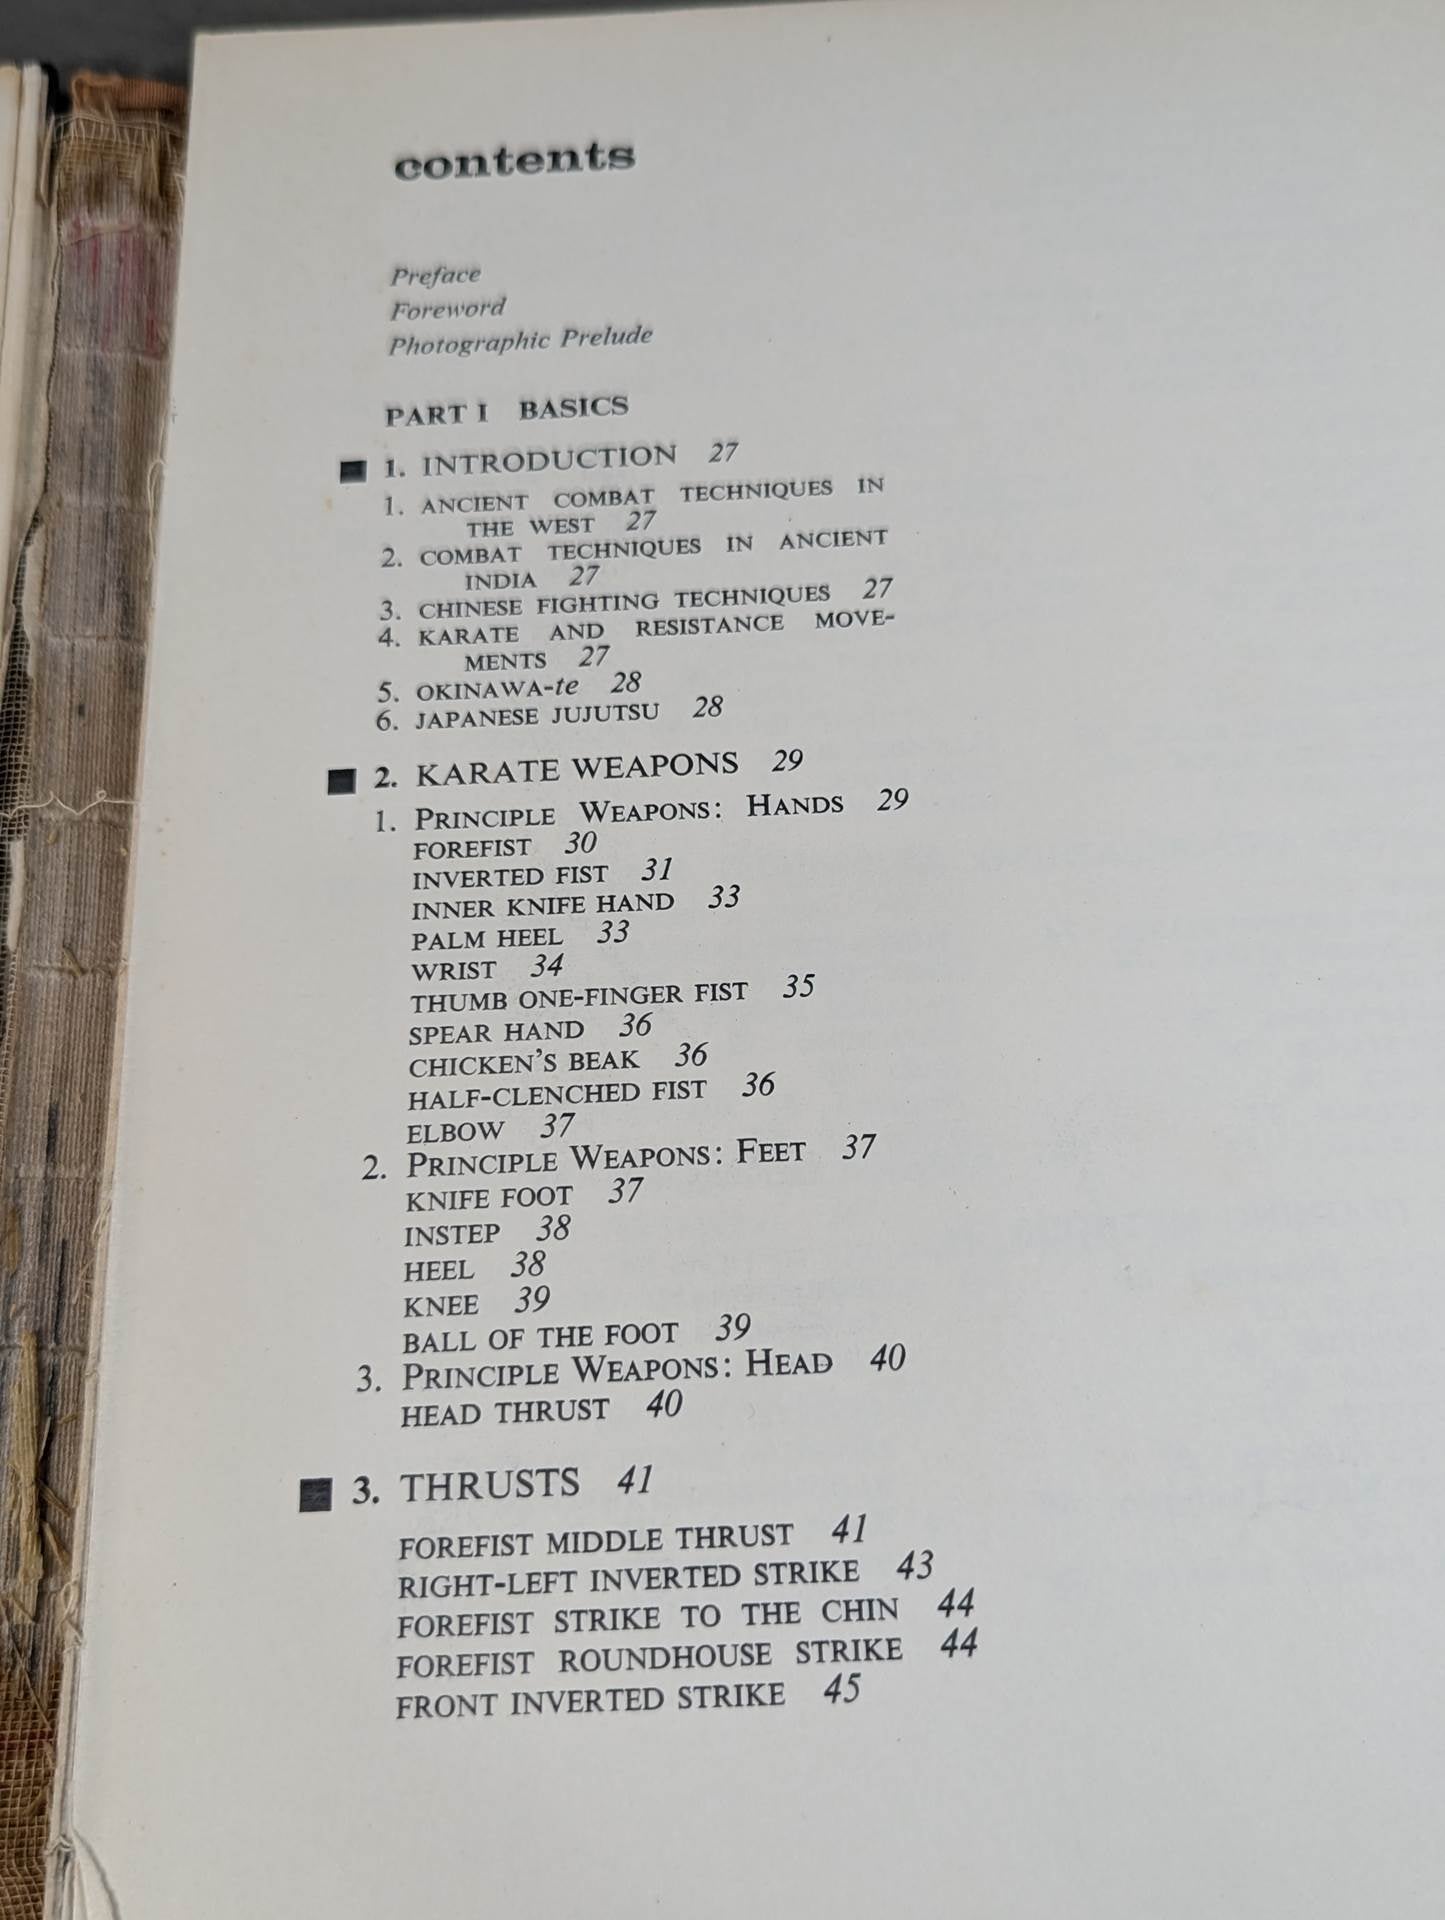 contents
Preface
Foreword
Photographic Prelude
PART I BASICS
1. INTRODUCTION 27
1. ANCIENT COMBAT TECHNIQUES IN
THE WEST 27
2. COMBAT TECHNIQUES IN ANCIENT
INDIA 27
3. CHINESE FIGHTING TECHNIQUES 27
4. KARATE AND RESISTANCE MOVE-
MENTS 27
5. OKINAWA-te 28
6. JAPANESE JUJUTSU 28
2. KARATE WEAPONS 29
1. PRINCIPLE WEAPONS: HANDS 29
FOREFIST 30
INVERTED FIST 31
INNER KNIFE HAND 33
PALM HEEL 33
WRIST 34
THUMB ONE-FINGER FIST 35
SPEAR HAND 36
CHICKEN'S BEAK 36
HALF-CLENCHED FIST 36
ELBOW 37
2. PRINCIPLE WEAPONS: FEET 37
KNIFE FOOT 37
INSTEP 38
HEEL 38
KNEE 39
BALL OF THE FOOT 39
3. PRINCIPLE WEAPONS: HEAD 40
HEAD THRUST 40
3. THRUSTS 41
FOREFIST MIDDLE THRUST 41
RIGHT-LEFT INVERTED STRIKE 43
FOREFIST STRIKE TO THE CHIN 44
FOREFIST ROUNDHOUSE STRIKE 44
FRONT INVERTED STRIKE 45